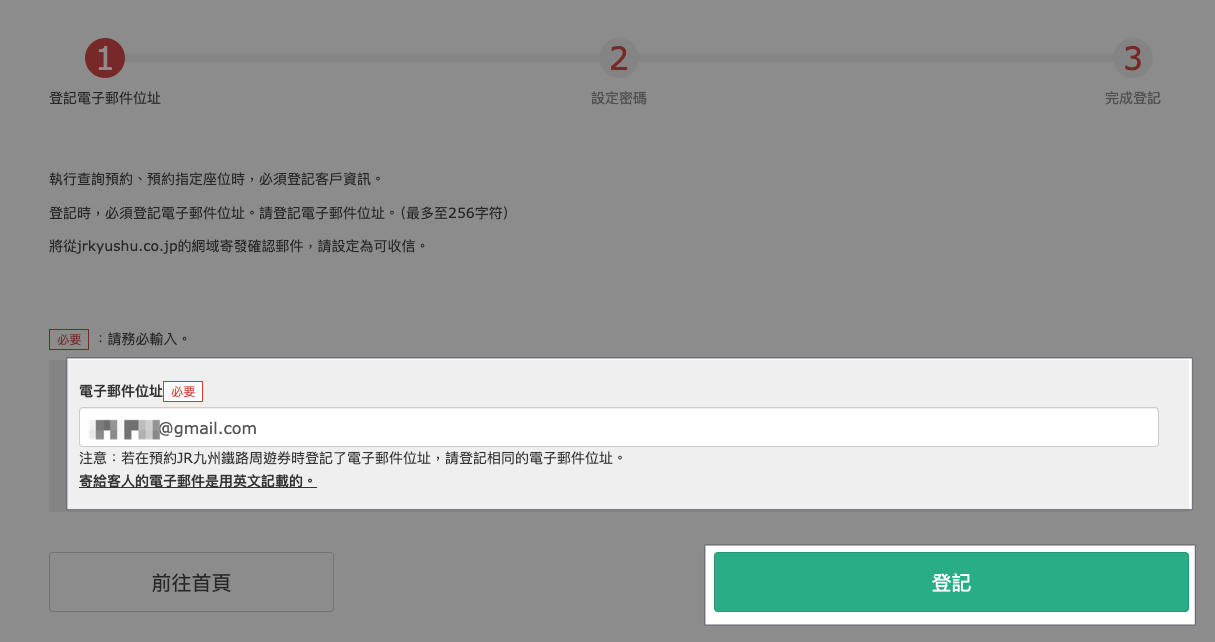 1 2 3
登記電子郵件位址 設定密碼 完成登記
執行查詢預約、預約指定座位時，必須登記客戶資訊。
登記時，必須登記電子郵件位址。請登記電子郵件位址。（最多至256字符）
將從jrkyushu.co.jp的網域寄發確認郵件，請設定為可收信。
必要 ：請務必輸入。
電子郵件位址 必要
@gmail.com
注意：若在預約JR九州鐵路周遊券時登記了電子郵件位址，請登記相同的電子郵件位址。
寄給客人的電子郵件是用英文記載的。
前往首頁 登記